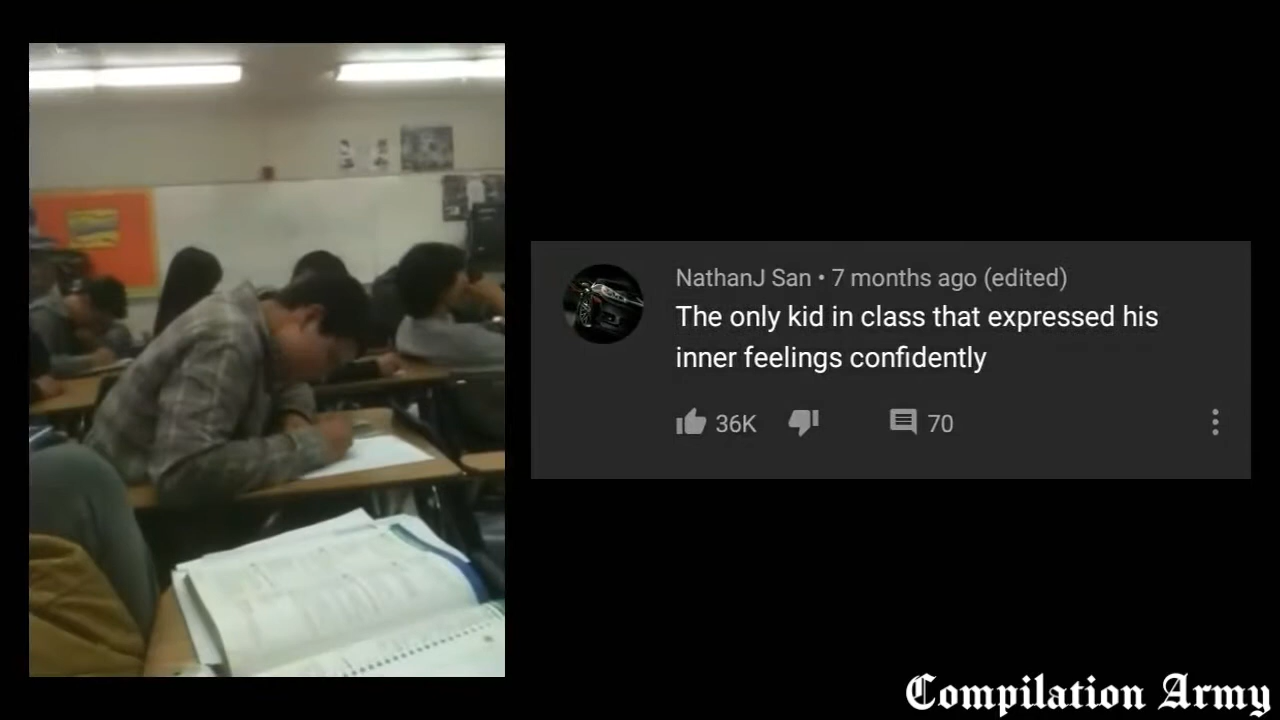 NathanJ San • 7 months ago (edited)
The only kid in class that expressed his
inner feelings confidently
36K 70
Compilation Army